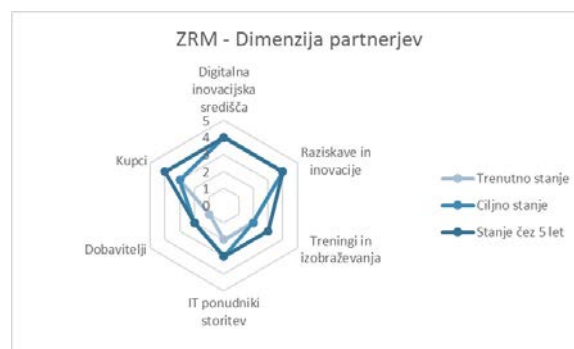 ZRM - Dimenzija partnerjev
Digitalna
inovacijska
središča
5
4
3
2
1
0
Raziskave in
inovacije
Treningi in
izobraževanja
IT ponudniki
storitev
Dobavitelji
Kupci
Trenutno stanje
Ciljno stanje
Stanje čez 5 let